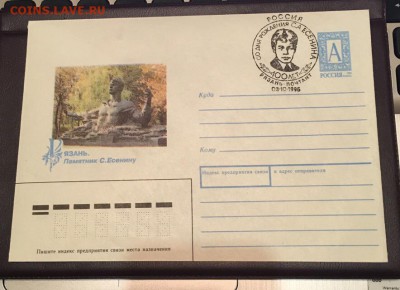 COINS.LAVE.RU
РОССИЯ
СО ДНЯ РОЖДЕНИЯ С.А.ЕСЕНИНА
100 ЛЕТ
РЯЗАНЬ ПОЧТАМТ
03·10·1995
А
РОССИЯ
Куда
Кому
Индекс предприятия связи и адрес отправителя
РЯЗАНЬ.
Памятник С.Есенину
Пишите индекс предприятия связи места назначения